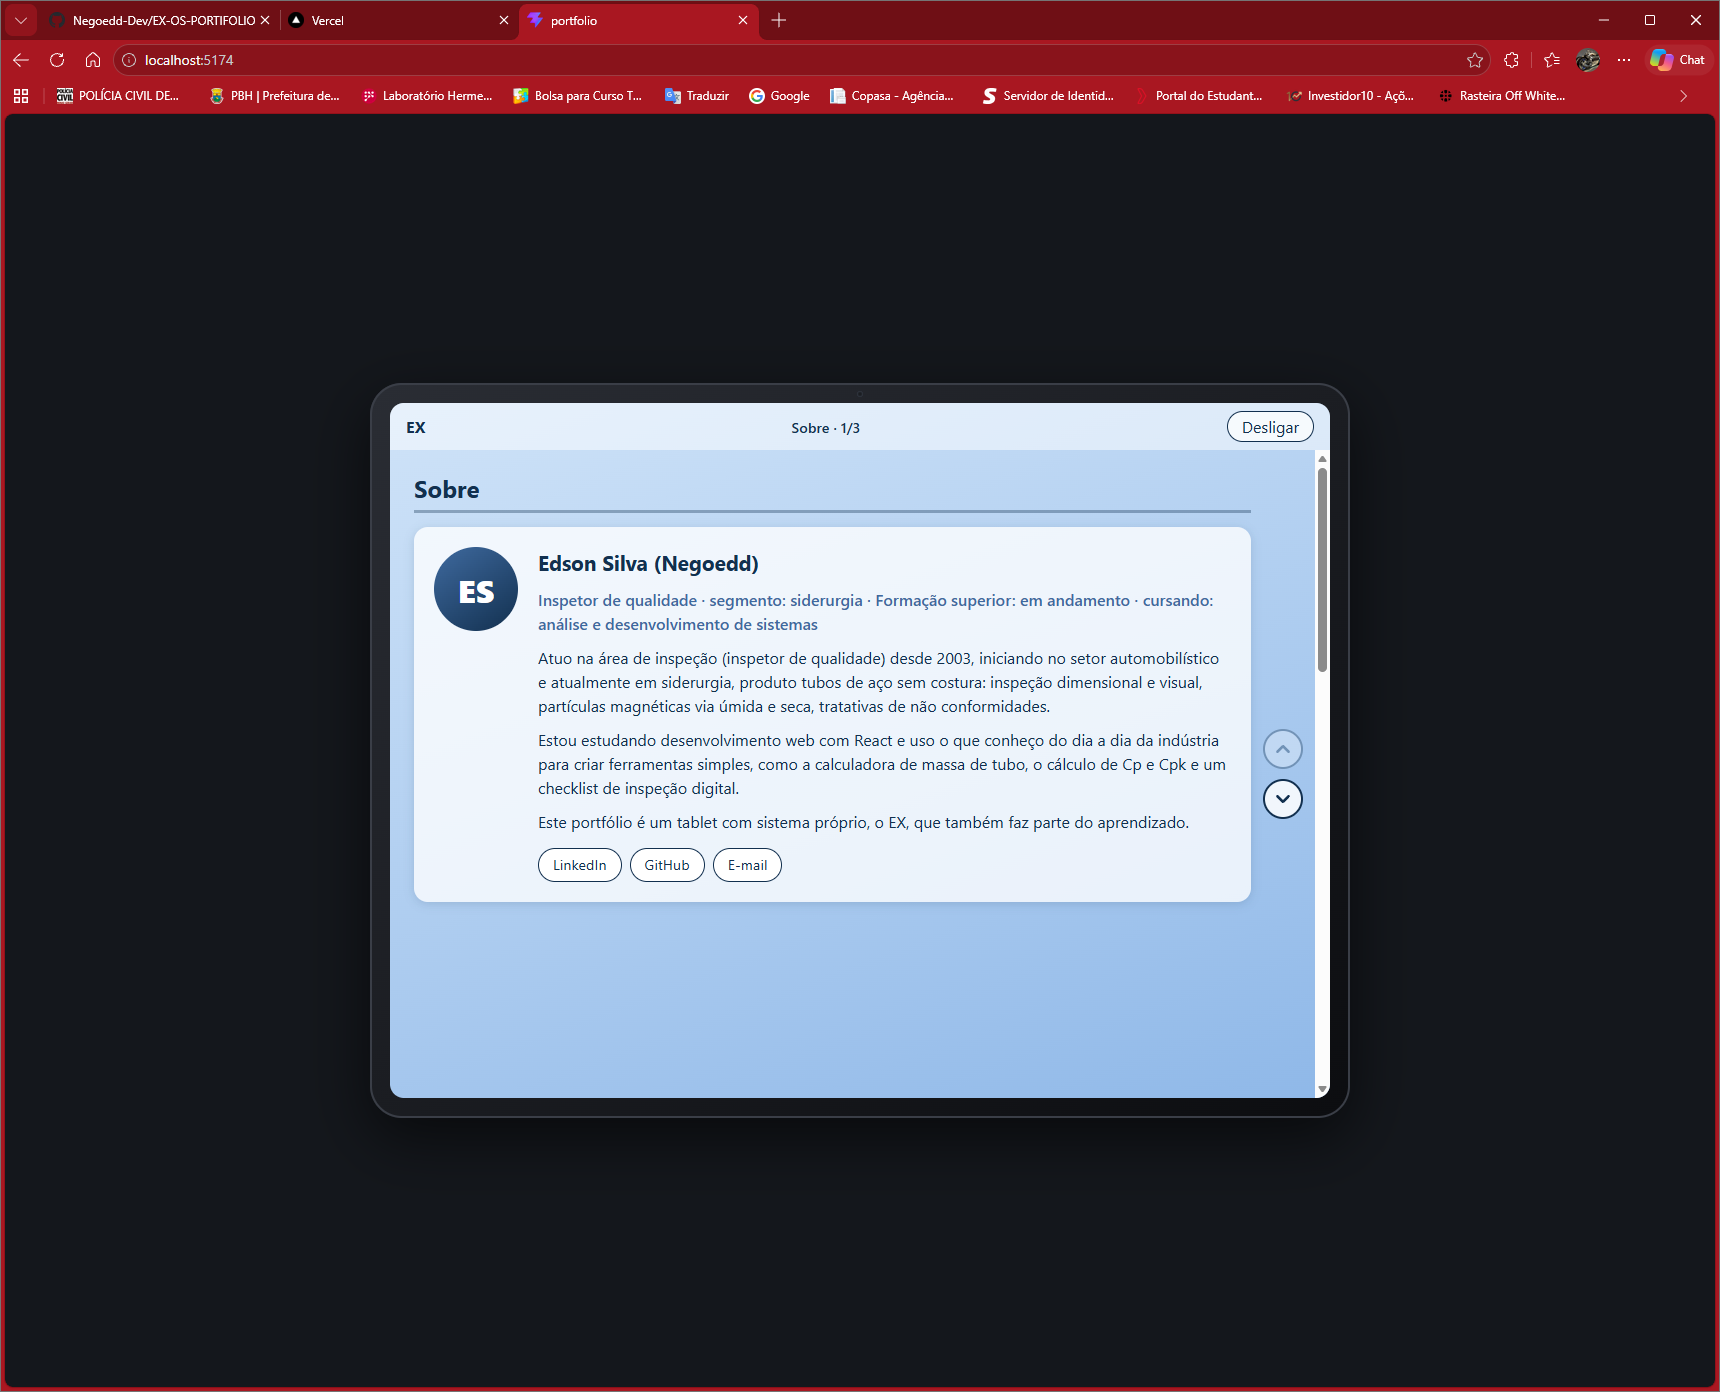 Negoedd-Dev/EX-OS-PORTIFOLIO
Vercel
portfolio
localhost:5174
Chat
POLÍCIA CIVIL DE...
PBH | Prefeitura de...
Laboratório Herme...
Bolsa para Curso T...
Traduzir
Google
Copasa - Agência...
Servidor de Identid...
Portal do Estudant...
Investidor10 - Açõ...
Rasteira Off White...
EX
Sobre · 1/3
Desligar
Sobre
ES
Edson Silva (Negoedd)
Inspetor de qualidade · segmento: siderurgia · Formação superior: em andamento · cursando:
análise e desenvolvimento de sistemas
Atuo na área de inspeção (inspetor de qualidade) desde 2003, iniciando no setor automobilístico
e atualmente em siderurgia, produto tubos de aço sem costura: inspeção dimensional e visual,
partículas magnéticas via úmida e seca, tratativas de não conformidades.
Estou estudando desenvolvimento web com React e uso o que conheço do dia a dia da indústria
para criar ferramentas simples, como a calculadora de massa de tubo, o cálculo de Cp e Cpk e um
checklist de inspeção digital.
Este portfólio é um tablet com sistema próprio, o EX, que também faz parte do aprendizado.
LinkedIn
GitHub
E-mail